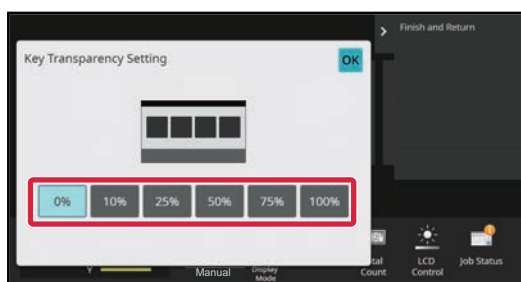 Finish and Return
Key Transparency Setting
OK
0% 10% 25% 50% 75% 100%
Y
Manual
Display
Mode
Count
LCD
Control
Job Status